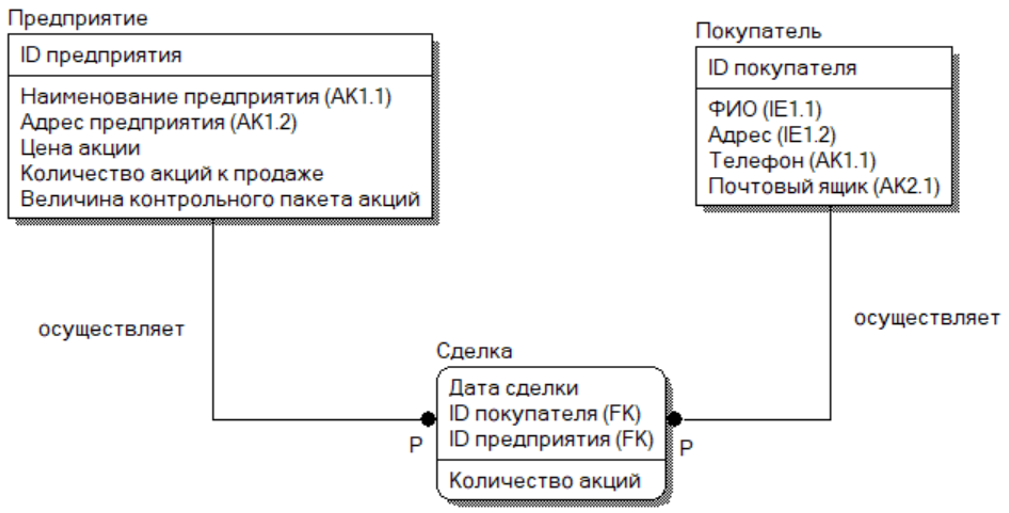 Предприятие
ID предприятия
Наименование предприятия (AK1.1)
Адрес предприятия (AK1.2)
Цена акции
Количество акций к продаже
Величина контрольного пакета акций
Покупатель
ID покупателя
ФИО (IE1.1)
Адрес (IE1.2)
Телефон (AK1.1)
Почтовый ящик (AK2.1)
осуществляет
осуществляет
Сделка
Дата сделки
ID покупателя (FK)
ID предприятия (FK)
Количество акций
P
P